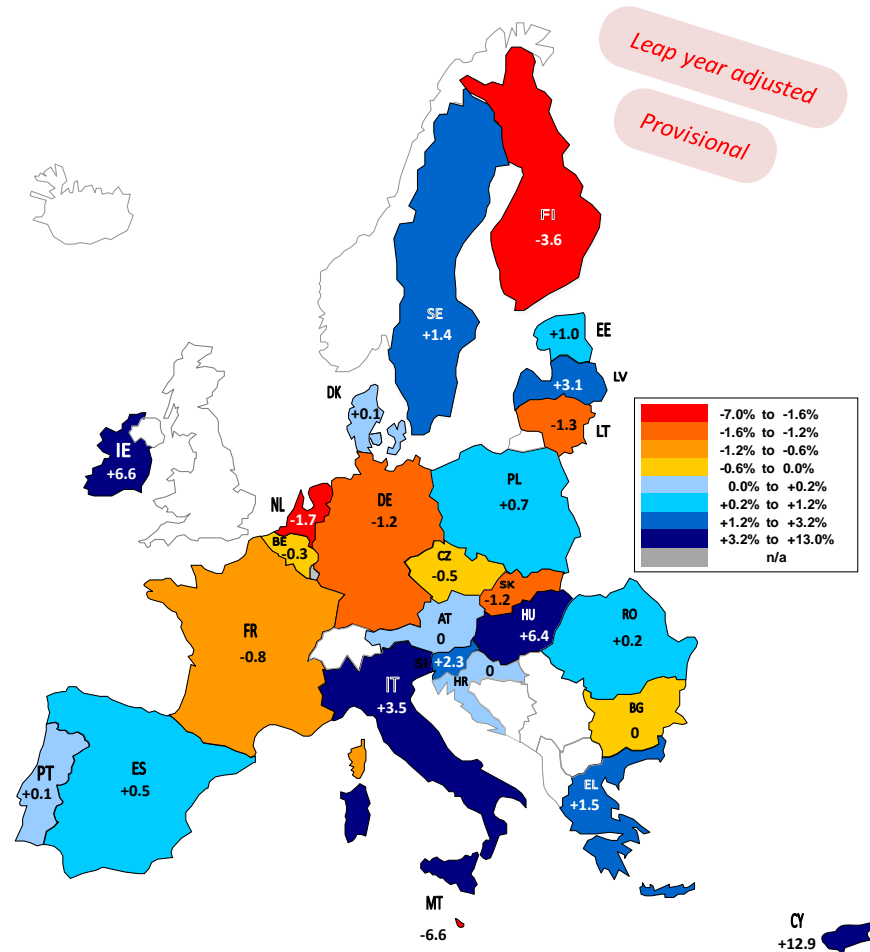 Leap year adjusted
Provisional
FI
-3.6
SE
+1.4
+1.0
EE
LV
+3.1
DK
+0.1
-1.3
LT
IE
+6.6
-7.0% to -1.6%
-1.6% to -1.2%
-1.2% to -0.6%
-0.6% to 0.0%
0.0% to +0.2%
+0.2% to +1.2%
+1.2% to +3.2%
+3.2% to +13.0%
n/a
PL
+0.7
NL
-1.7
DE
-1.2
BE
-0.3
CZ
-0.5
SK
-1.2
AT
0
HU
+6.4
RO
+0.2
FR
-0.8
SI
+2.3
HR
0
IT
+3.5
BG
0
PT
+0.1
ES
+0.5
EL
+1.5
MT
-6.6
CY
+12.9